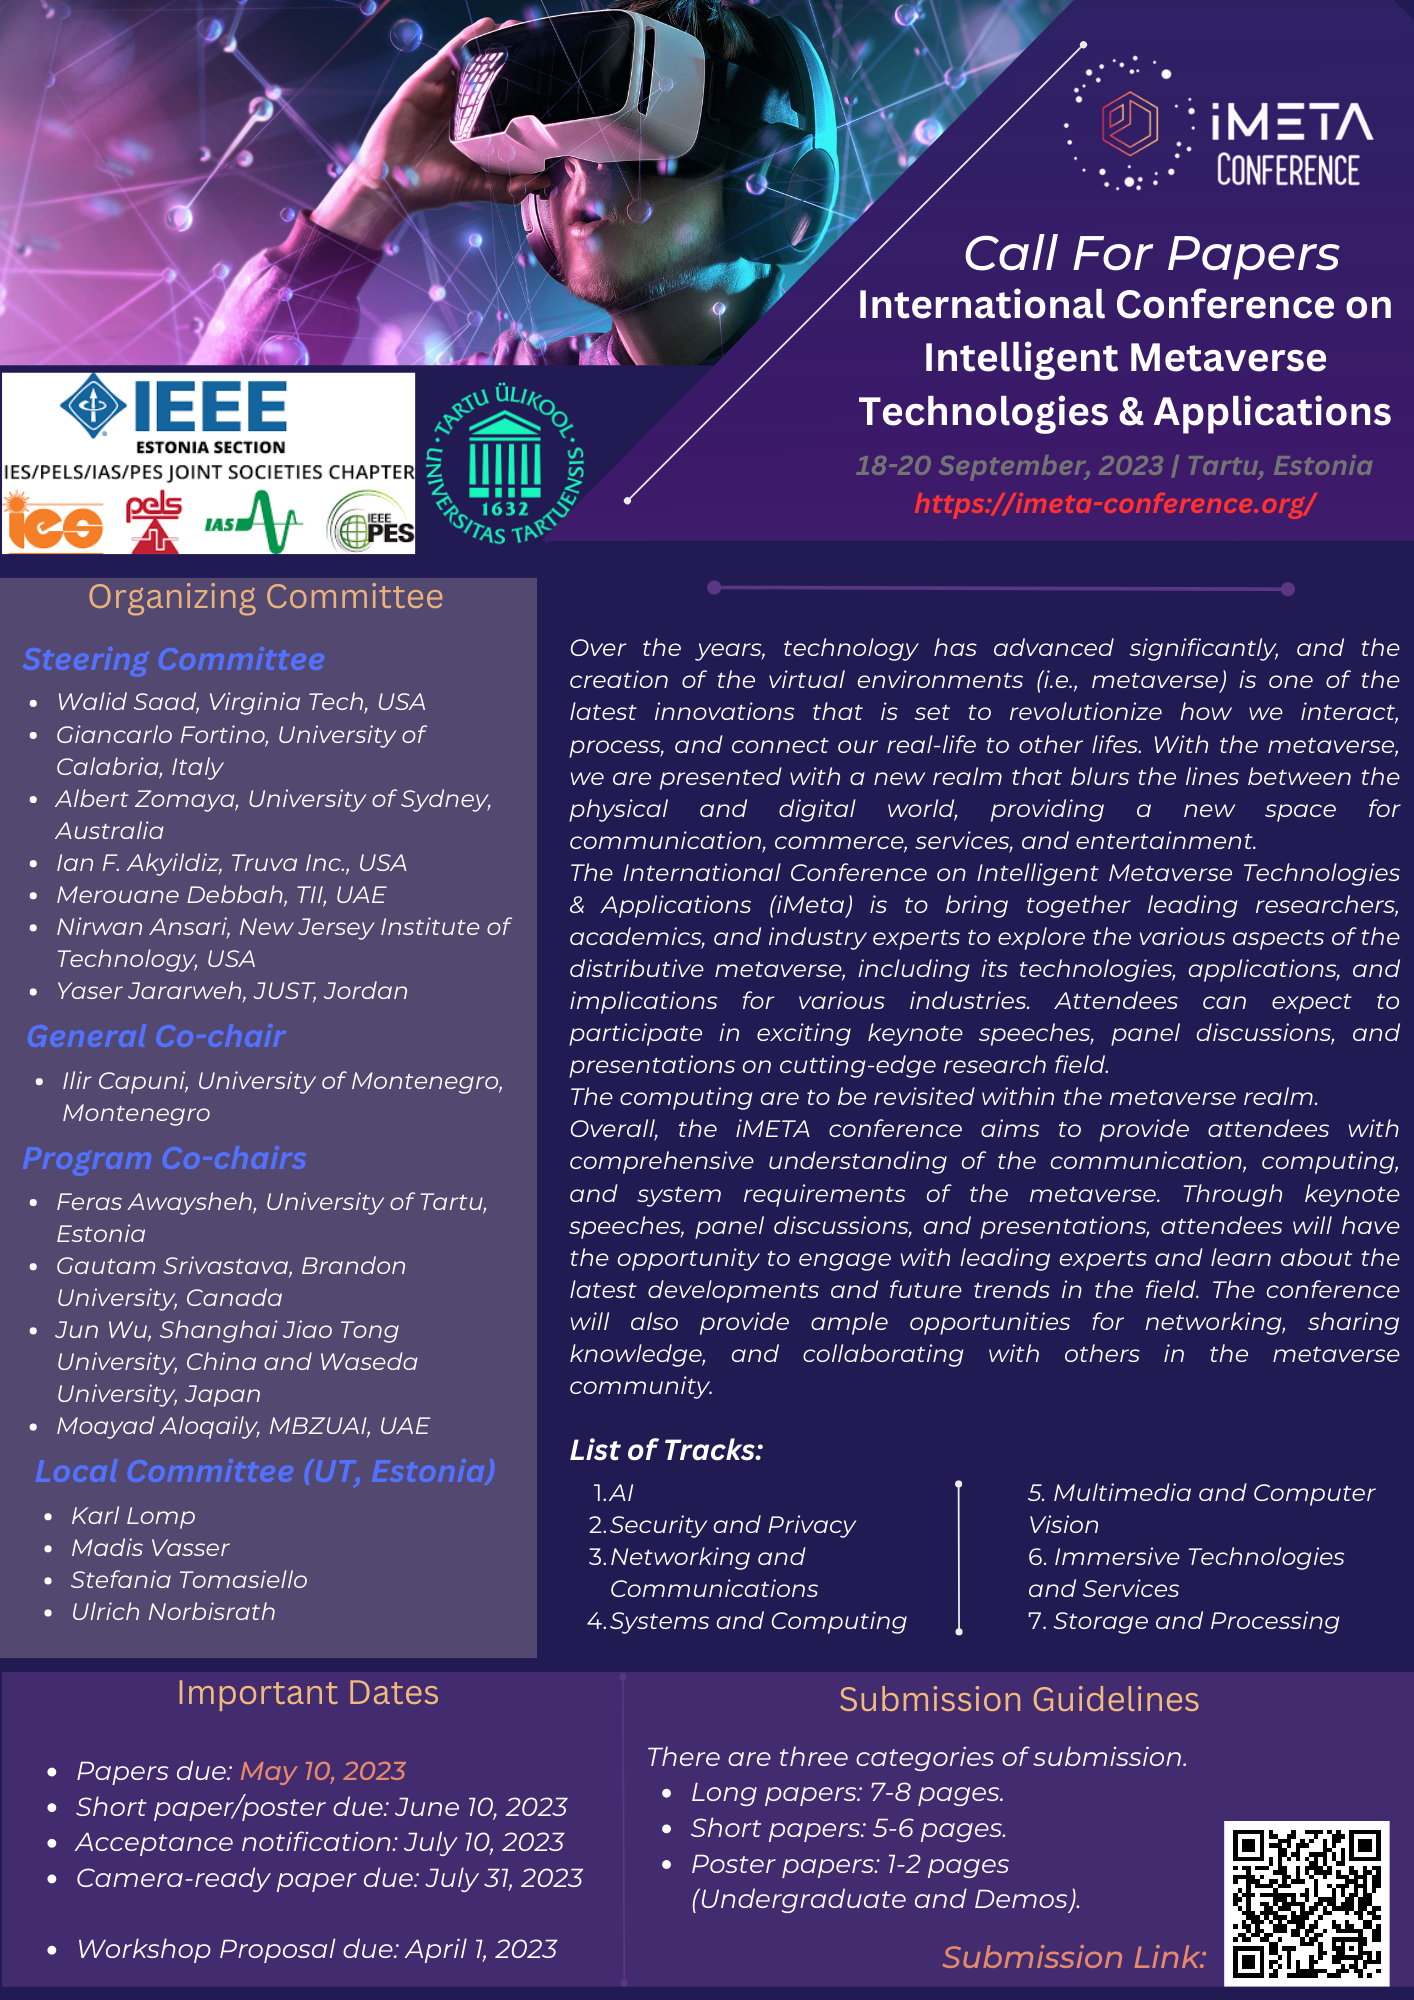 iMETA
CONFERENCE
Call For Papers
International Conference on
Intelligent Metaverse
Technologies & Applications
18-20 September, 2023 | Tartu, Estonia
https://imeta-conference.org/
IEEE
ESTONIA SECTION
IES/PELS/IAS/PES JOINT SOCIETIES CHAPTER
ies
pels
IAS
IEEE
PES
TARTU ÜLIKOOL
UNIVERSITAS TARTUENSIS
1632
Organizing Committee
Steering Committee
• Walid Saad, Virginia Tech, USA
• Giancarlo Fortino, University of
Calabria, Italy
• Albert Zomaya, University of Sydney,
Australia
• Ian F. Akyildiz, Truva Inc., USA
• Merouane Debbah, TII, UAE
• Nirwan Ansari, New Jersey Institute of
Technology, USA
• Yaser Jararweh, JUST, Jordan
General Co-chair
• Ilir Capuni, University of Montenegro,
Montenegro
Program Co-chairs
• Feras Awaysheh, University of Tartu,
Estonia
• Gautam Srivastava, Brandon
University, Canada
• Jun Wu, Shanghai Jiao Tong
University, China and Waseda
University, Japan
• Moayad Aloqaily, MBZUAI, UAE
Local Committee (UT, Estonia)
• Karl Lomp
• Madis Vasser
• Stefania Tomasiello
• Ulrich Norbisrath
Over the years, technology has advanced significantly, and the
creation of the virtual environments (i.e., metaverse) is one of the
latest innovations that is set to revolutionize how we interact,
process, and connect our real-life to other lifes. With the metaverse,
we are presented with a new realm that blurs the lines between the
physical and digital world, providing a new space for
communication, commerce, services, and entertainment.
The International Conference on Intelligent Metaverse Technologies
& Applications (iMeta) is to bring together leading researchers,
academics, and industry experts to explore the various aspects of the
distributive metaverse, including its technologies, applications, and
implications for various industries. Attendees can expect to
participate in exciting keynote speeches, panel discussions, and
presentations on cutting-edge research field.
The computing are to be revisited within the metaverse realm.
Overall, the iMETA conference aims to provide attendees with
comprehensive understanding of the communication, computing,
and system requirements of the metaverse. Through keynote
speeches, panel discussions, and presentations, attendees will have
the opportunity to engage with leading experts and learn about the
latest developments and future trends in the field. The conference
will also provide ample opportunities for networking, sharing
knowledge, and collaborating with others in the metaverse
community.
List of Tracks:
1. AI
2. Security and Privacy
3. Networking and
Communications
4. Systems and Computing
5. Multimedia and Computer
Vision
6. Immersive Technologies
and Services
7. Storage and Processing
Important Dates
• Papers due: May 10, 2023
• Short paper/poster due: June 10, 2023
• Acceptance notification: July 10, 2023
• Camera-ready paper due: July 31, 2023
• Workshop Proposal due: April 1, 2023
Submission Guidelines
There are three categories of submission.
• Long papers: 7-8 pages.
• Short papers: 5-6 pages.
• Poster papers: 1-2 pages
(Undergraduate and Demos).
Submission Link: